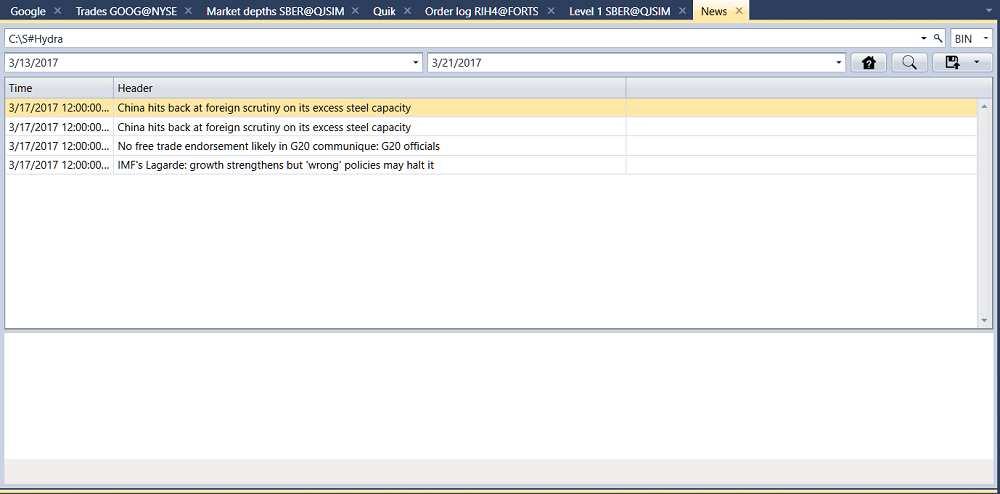 Google Trades GOOG@NYSE Market depths SBER@QJSIM Quik Order log RIH4@FORTS Level 1 SBER@QJSIM News
C:\S#Hydra BIN
3/13/2017 3/21/2017
Time Header
3/17/2017 12:00:00... China hits back at foreign scrutiny on its excess steel capacity
3/17/2017 12:00:00... China hits back at foreign scrutiny on its excess steel capacity
3/17/2017 12:00:00... No free trade endorsement likely in G20 communique: G20 officials
3/17/2017 12:00:00... IMF's Lagarde: growth strengthens but 'wrong' policies may halt it